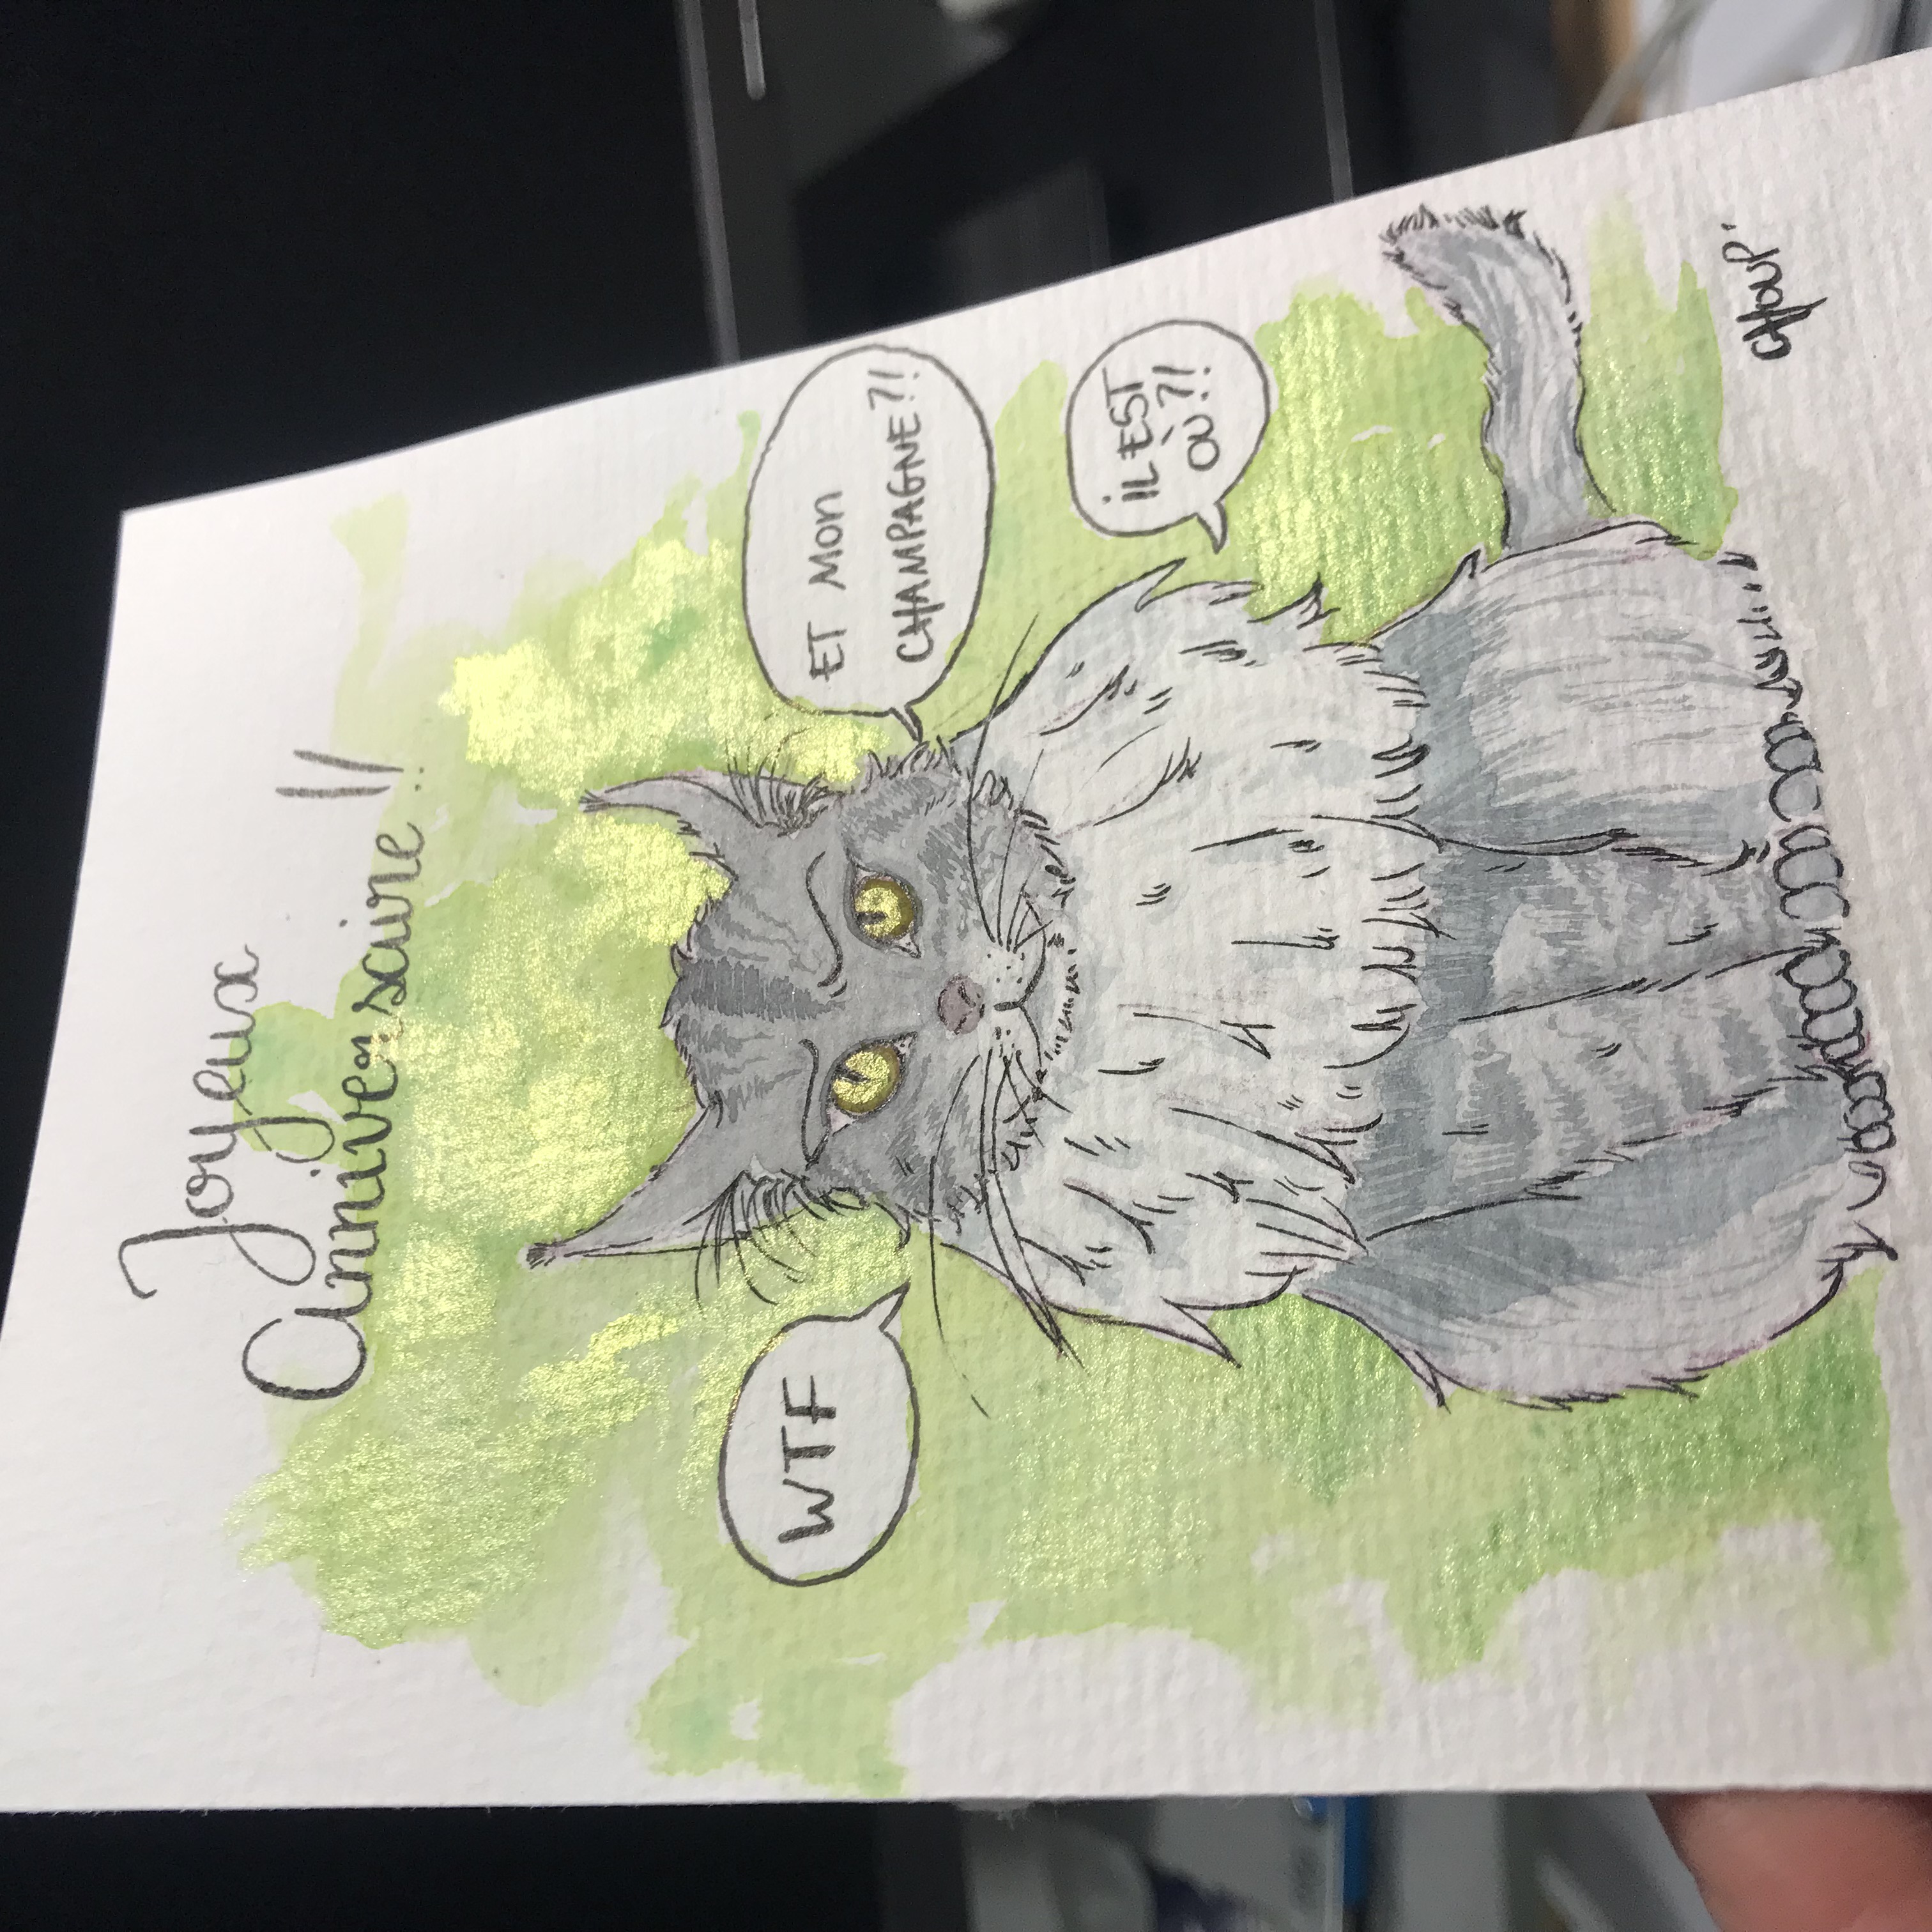 Joyeux
Anniversaire !!
WTF
ET MON
CHAMPAGNE ?!
iL EST
OÙ ?!
CHOUP'